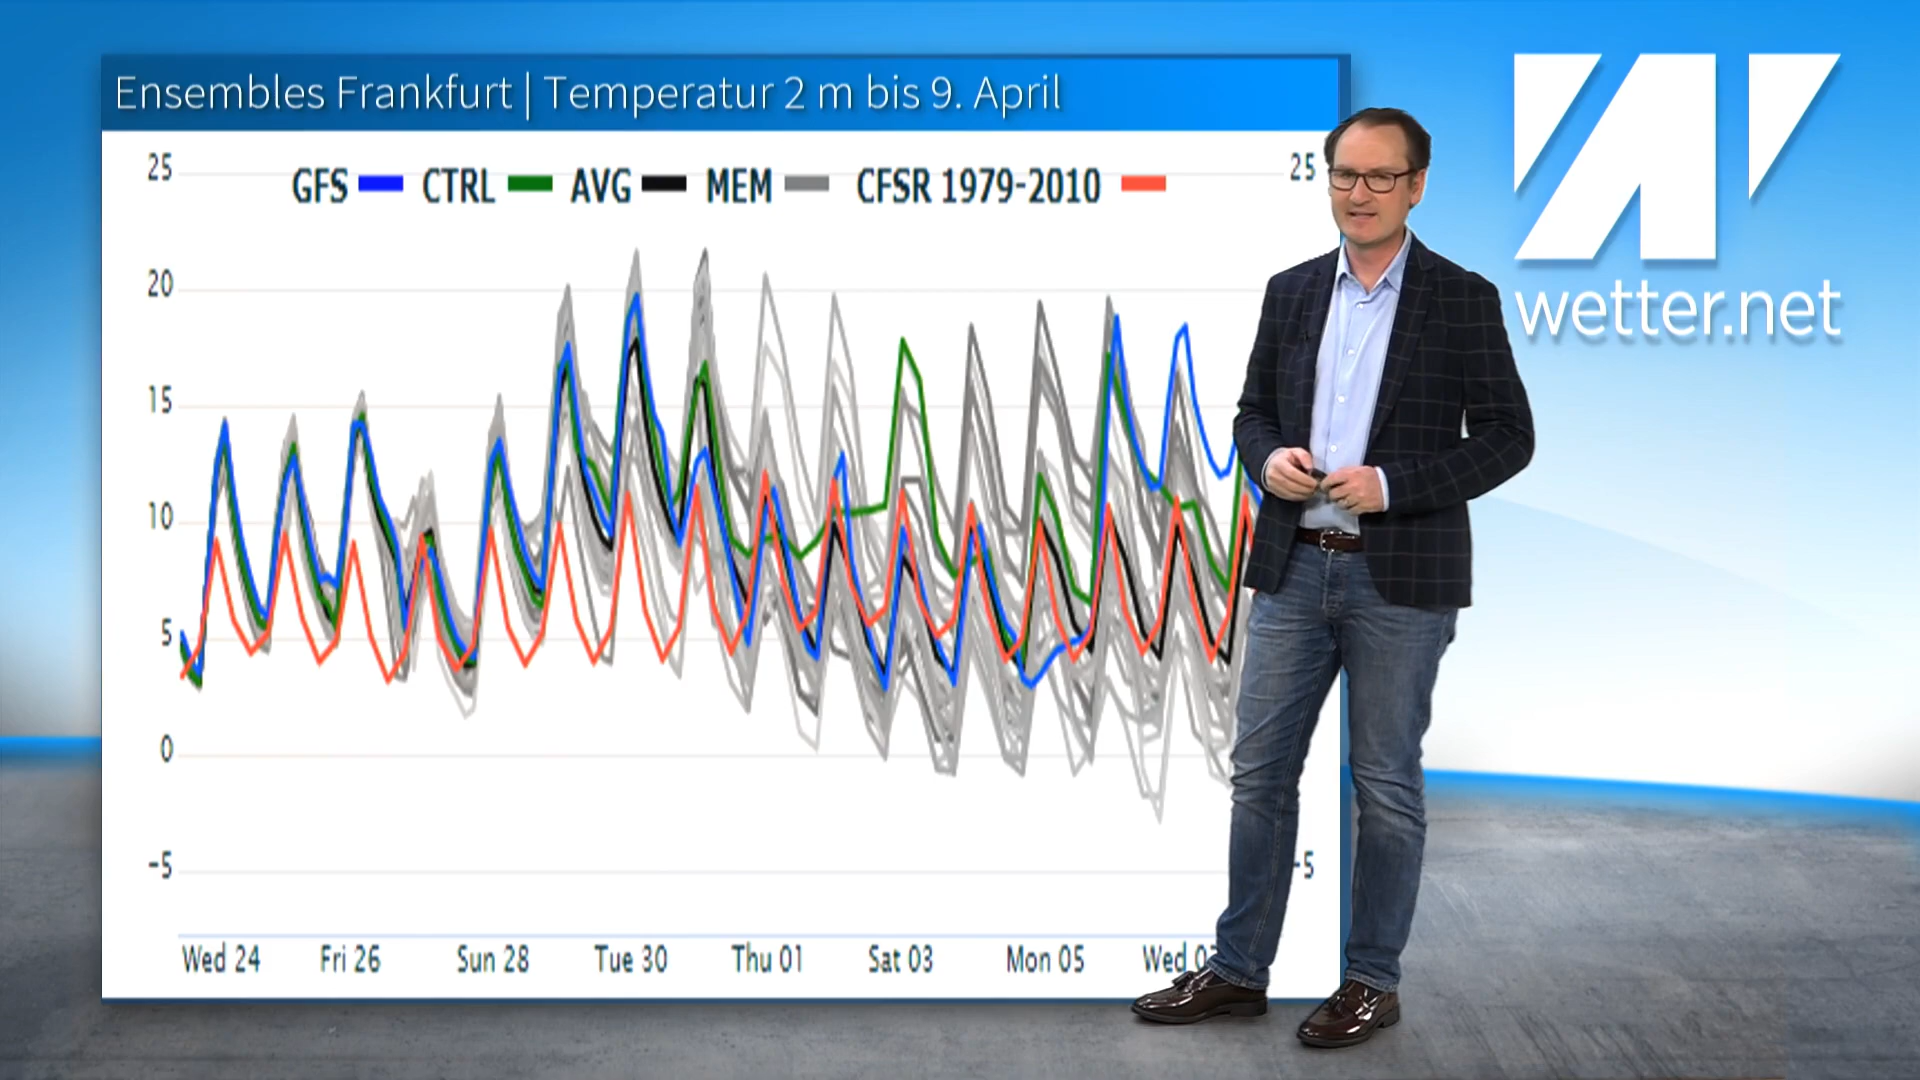 Ensembles Frankfurt | Temperatur 2 m bis 9. April
25 GFS CTRL AVG MEM CFSR 1979-2010 25
20
15
10
5
0
-5 -5
Wed 24 Fri 26 Sun 28 Tue 30 Thu 01 Sat 03 Mon 05 Wed
wetter.net